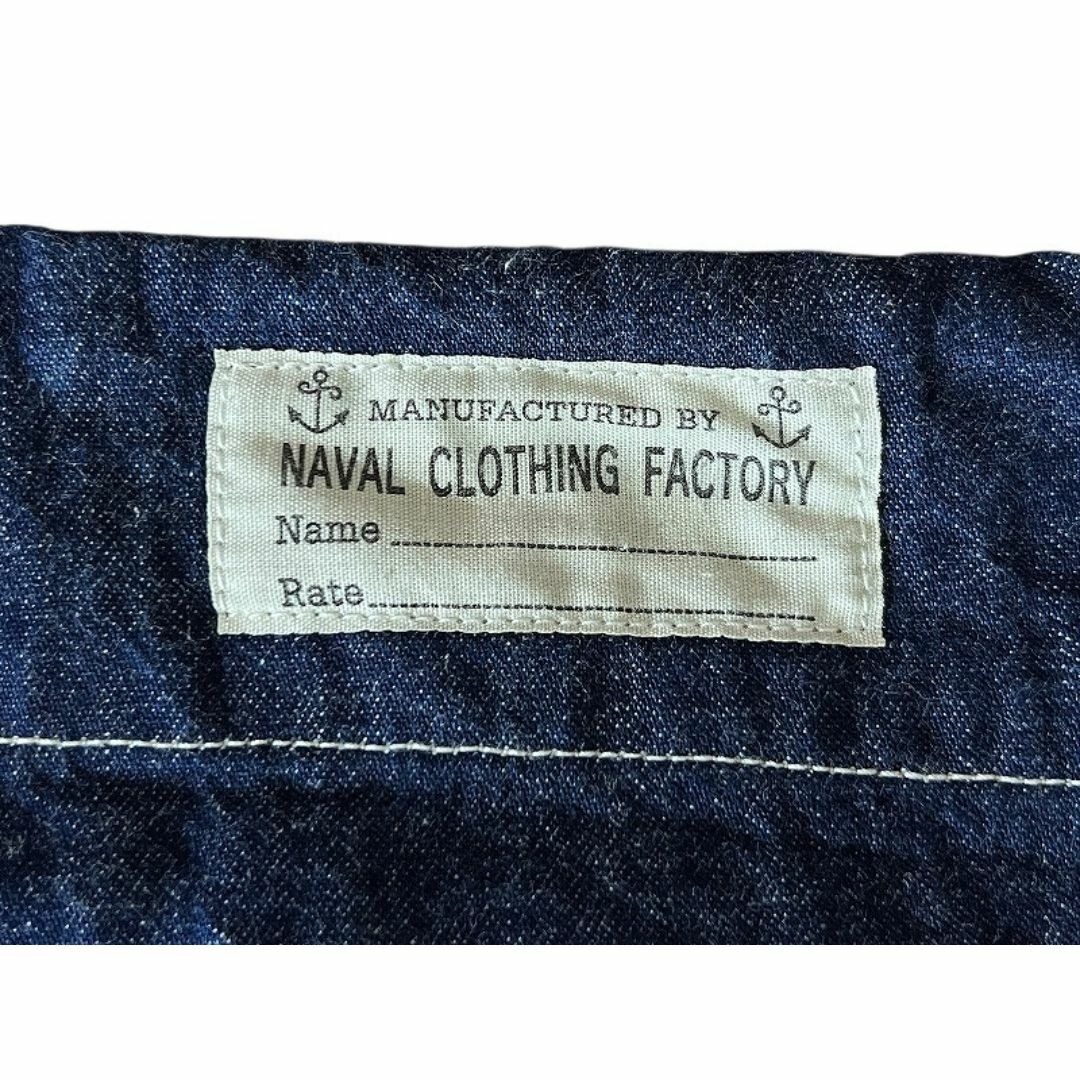 MANUFACTURED BY
NAVAL CLOTHING FACTORY
Name
Rate